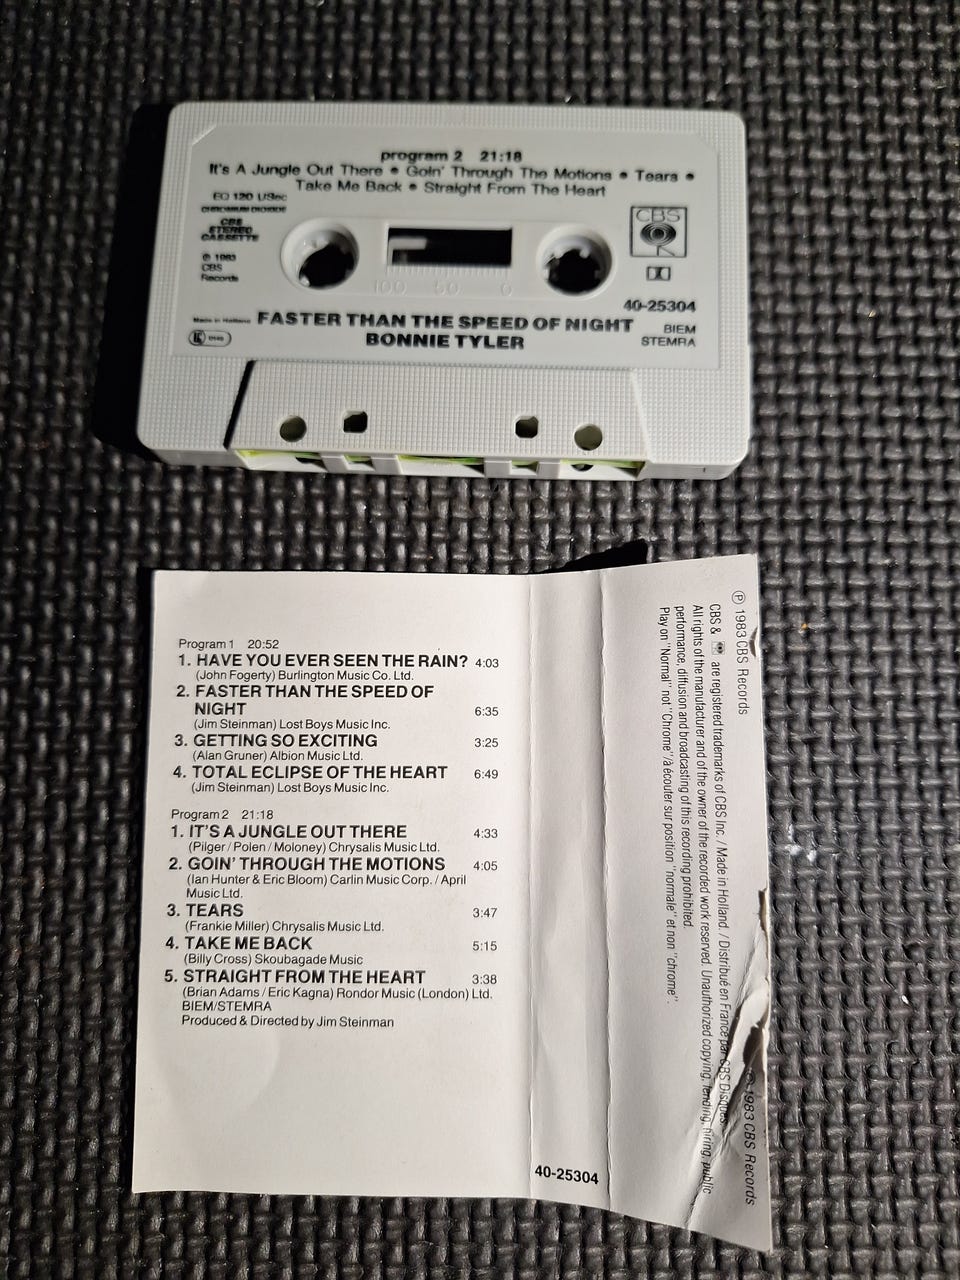 program 2 21:18
It's A Jungle Out There • Goin' Through The Motions • Tears •
Take Me Back • Straight From The Heart
EQ 120 USec
CHROMIUM DIOXIDE
CBS
STEREO
CASSETTE
℗ 1983
CBS
Records
CBS
100 50 0
40-25304
Made in Holland
FASTER THAN THE SPEED OF NIGHT
BONNIE TYLER
BIEM
STEMRA
Program 1 20:52
1. HAVE YOU EVER SEEN THE RAIN? 4:03
(John Fogerty) Burlington Music Co. Ltd.
2. FASTER THAN THE SPEED OF
NIGHT 6:35
(Jim Steinman) Lost Boys Music Inc.
3. GETTING SO EXCITING 3:25
(Alan Gruner) Albion Music Ltd.
4. TOTAL ECLIPSE OF THE HEART 6:49
(Jim Steinman) Lost Boys Music Inc.
Program 2 21:18
1. IT'S A JUNGLE OUT THERE 4:33
(Pilger / Polen / Moloney) Chrysalis Music Ltd.
2. GOIN' THROUGH THE MOTIONS 4:05
(Ian Hunter & Eric Bloom) Carlin Music Corp. / April
Music Ltd.
3. TEARS 3:47
(Frankie Miller) Chrysalis Music Ltd.
4. TAKE ME BACK 5:15
(Billy Cross) Skoubagade Music
5. STRAIGHT FROM THE HEART 3:38
(Brian Adams / Eric Kagna) Rondor Music (London) Ltd.
BIEM/STEMRA
Produced & Directed by Jim Steinman
40-25304
℗ 1983 CBS Records © 1983 CBS Records
CBS & are registered trademarks of CBS Inc. / Made in Holland. / Distribué en France par CBS Disques.
All rights of the manufacturer and of the owner of the recorded work reserved. Unauthorized copying, lending, hiring, public
performance, diffusion and broadcasting of this recording prohibited.
Play on "Normal" not "Chrome"/à écouter sur position "normale" et non "chrome".